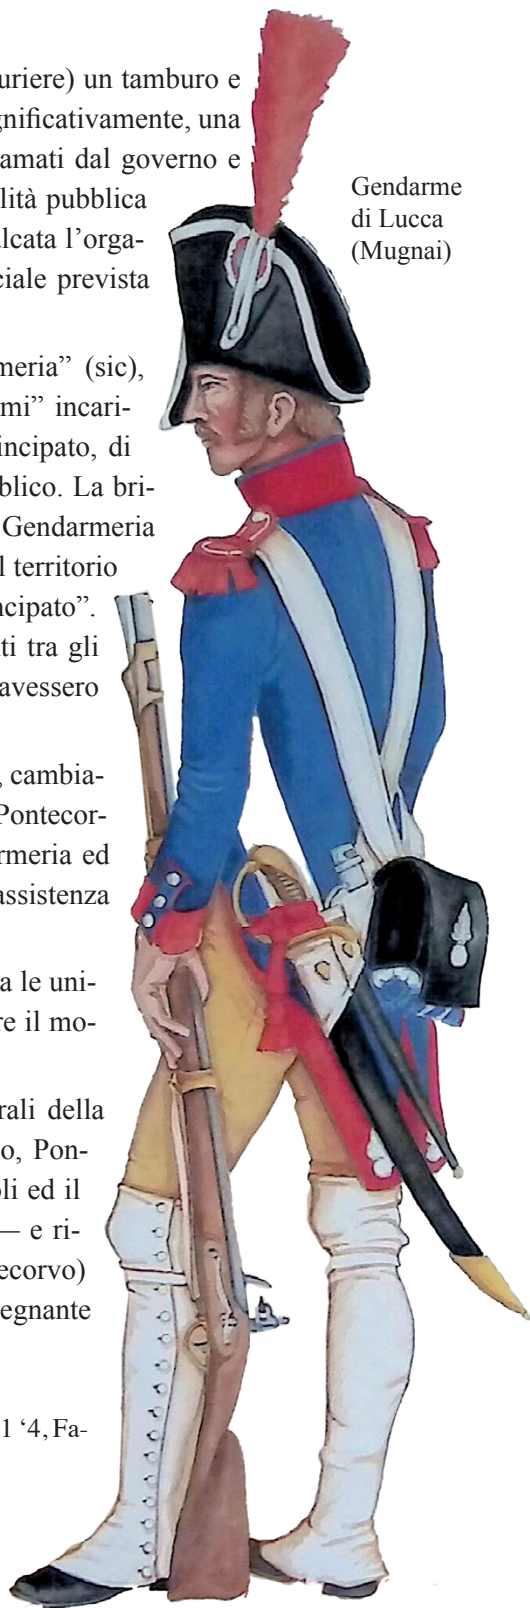 uriere) un tamburo e
gnificativamente, una
amati dal governo e
lità pubblica
alcata l’orga-
ciale prevista
Gendarme
di Lucca
(Mugnai)
meria” (sic),
mi” incari-
incipato, di
blico. La bri-
Gendarmeria
l territorio
ncipato”.
ti tra gli
avessero
, cambia-
Pontecor-
rmeria ed
assistenza
a le uni-
re il mo-
rali della
o, Pon-
oli ed il
— e ri-
ecorvo)
egnante
1 ‘4, Fa-